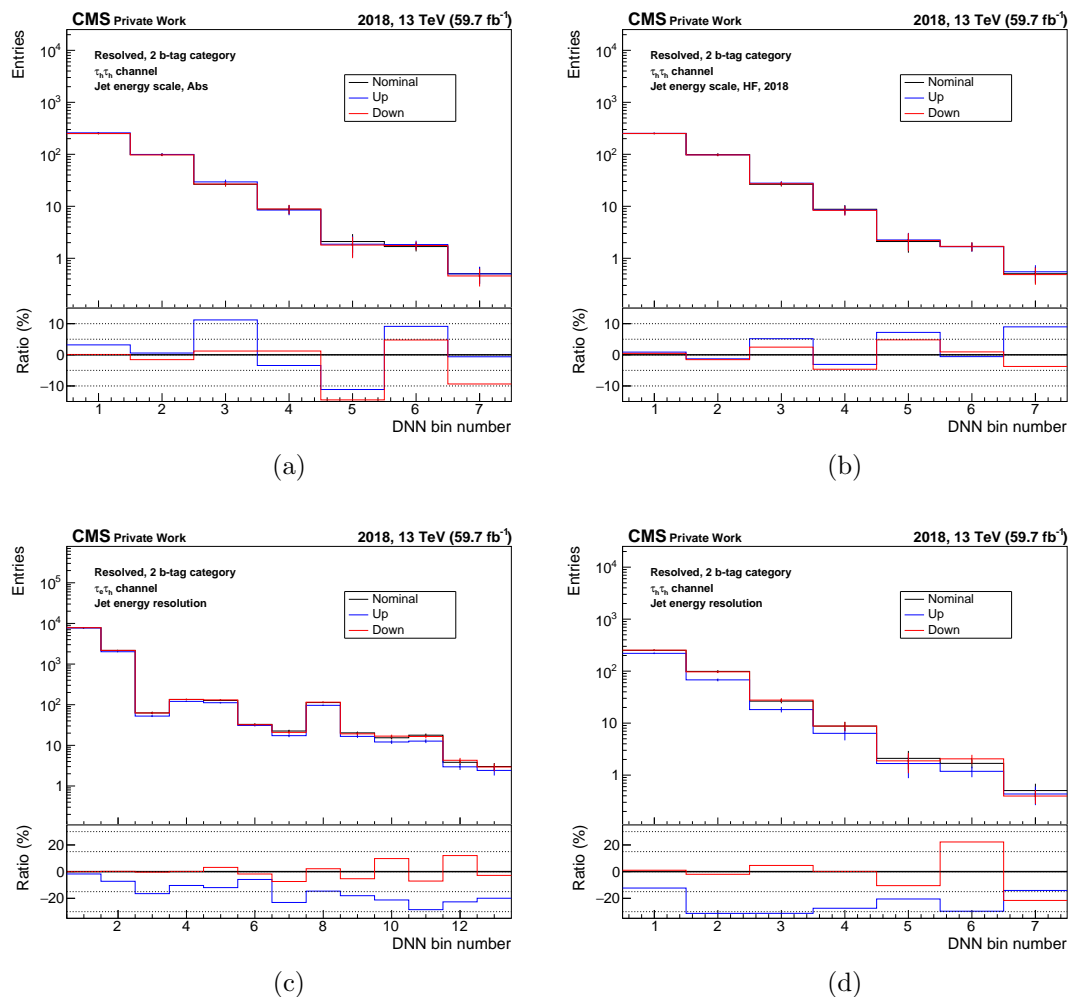 CMS Private Work 2018, 13 TeV (59.7 fb⁻¹)
Entries
Resolved, 2 b-tag category
τₕτₕ channel
Jet energy scale, Abs
Nominal
Up
Down
10⁴
10³
10²
10
1
Ratio (%)
10
0
−10
1 2 3 4 5 6 7
DNN bin number
(a)
CMS Private Work 2018, 13 TeV (59.7 fb⁻¹)
Entries
Resolved, 2 b-tag category
τₕτₕ channel
Jet energy scale, HF, 2018
Nominal
Up
Down
10⁴
10³
10²
10
1
Ratio (%)
10
0
−10
1 2 3 4 5 6 7
DNN bin number
(b)
CMS Private Work 2018, 13 TeV (59.7 fb⁻¹)
Entries
Resolved, 2 b-tag category
τₑτₕ channel
Jet energy resolution
Nominal
Up
Down
10⁵
10⁴
10³
10²
10
1
Ratio (%)
20
0
−20
2 4 6 8 10 12
DNN bin number
(c)
CMS Private Work 2018, 13 TeV (59.7 fb⁻¹)
Entries
Resolved, 2 b-tag category
τₕτₕ channel
Jet energy resolution
Nominal
Up
Down
10⁴
10³
10²
10
1
Ratio (%)
20
0
−20
1 2 3 4 5 6 7
DNN bin number
(d)